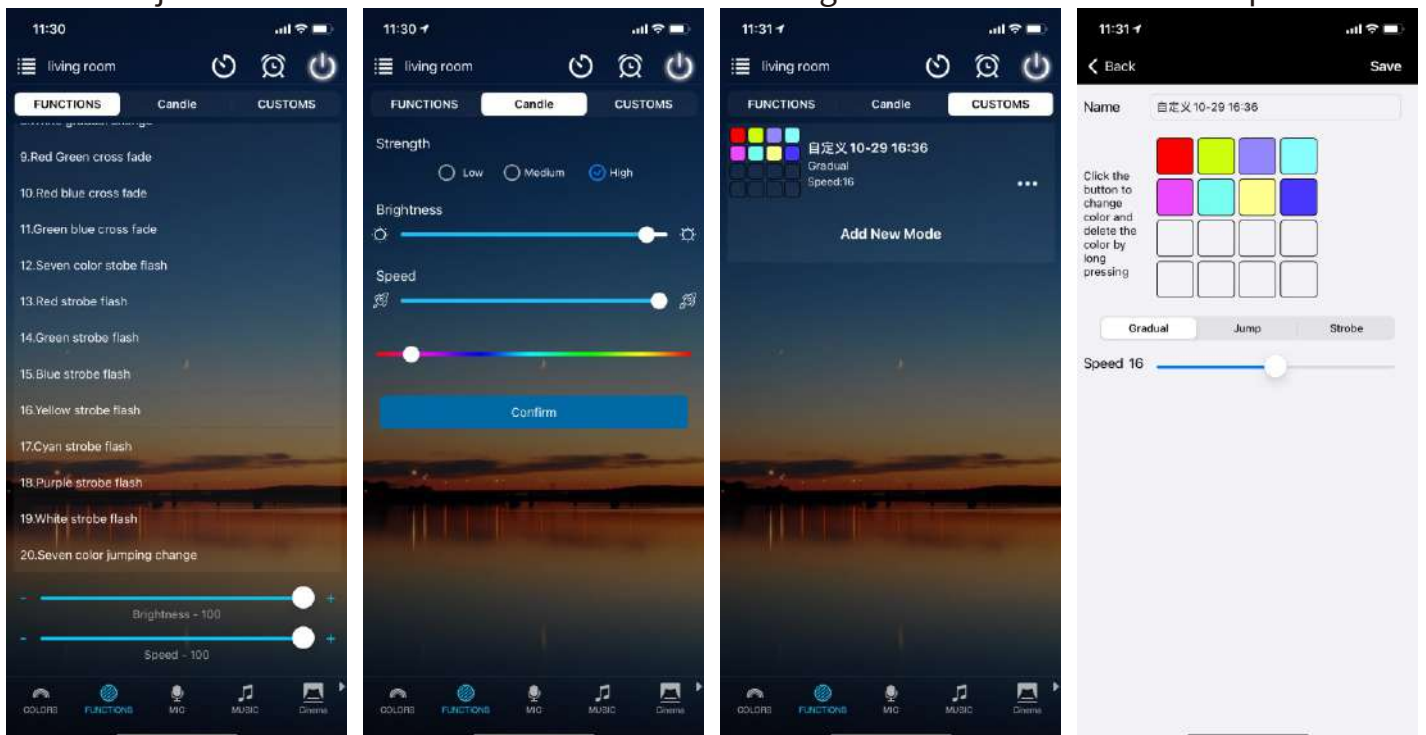 11:30
living room
FUNCTIONS Candle CUSTOMS
9.Red Green cross fade
10.Red blue cross fade
11.Green blue cross fade
12.Seven color stobe flash
13.Red strobe flash
14.Green strobe flash
15.Blue strobe flash
16.Yellow strobe flash
17.Cyan strobe flash
18.Purple strobe flash
19.White strobe flash
20.Seven color jumping change
- +
Brightness - 100
- +
Speed - 100
COLORS FUNCTIONS MIC MUSIC Cinema
11:30
living room
FUNCTIONS Candle CUSTOMS
Strength
Low Medium High
Brightness
Speed
Confirm
COLORS FUNCTIONS MIC MUSIC Cinema
11:31
living room
FUNCTIONS Candle CUSTOMS
自定义 10-29 16:36
Gradual
Speed:16
Add New Mode
COLORS FUNCTIONS MIC MUSIC Cinema
11:31
Back Save
Name 自定义 10-29 16:36
Click the
button to
change
color and
delete the
color by
long
pressing
Gradual Jump Strobe
Speed 16